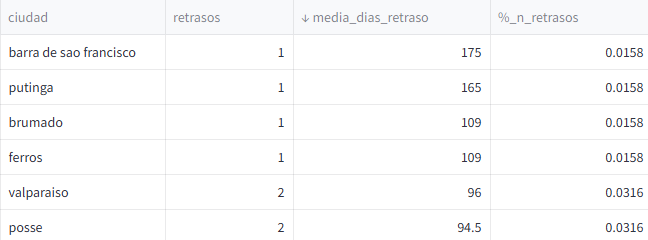 ciudad retrasos ↓ media_dias_retraso %_n_retrasos
barra de sao francisco 1 175 0.0158
putinga 1 165 0.0158
brumado 1 109 0.0158
ferros 1 109 0.0158
valparaiso 2 96 0.0316
posse 2 94.5 0.0316